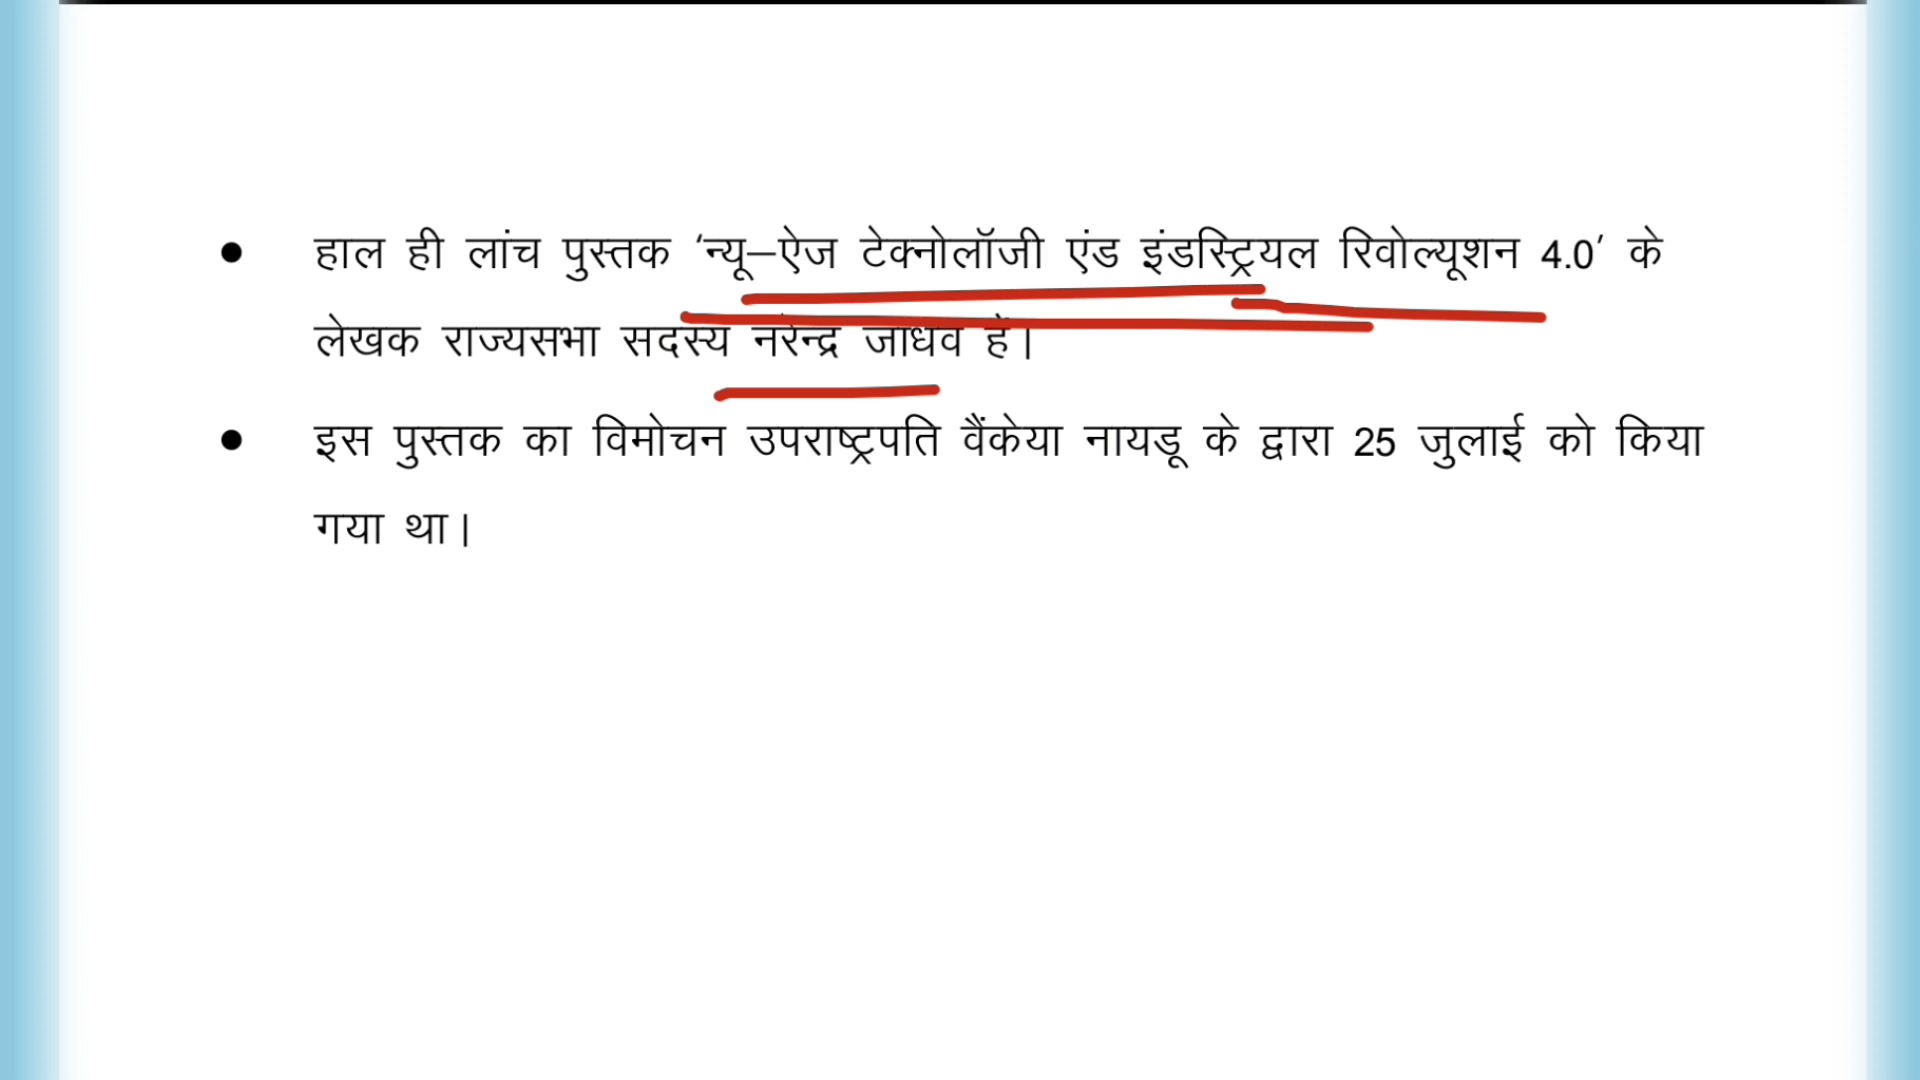 ● हाल ही लांच पुस्तक ‘न्यू–ऐज टेक्नोलॉजी एंड इंडस्ट्रियल रिवोल्यूशन 4.0’ के
लेखक राज्यसभा सदस्य नरेन्द्र जाधव हैं।
● इस पुस्तक का विमोचन उपराष्ट्रपति वैंकेया नायडू के द्वारा 25 जुलाई को किया
गया था।